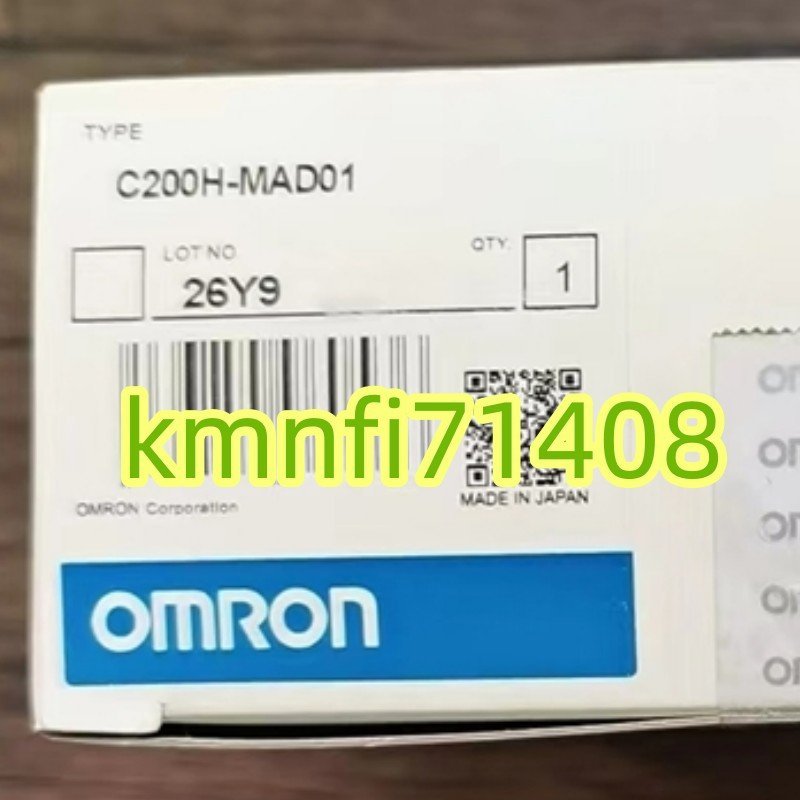 TYPE
C200H-MAD01
LOT NO
QTY.
26Y9
1
kmnfi71408
MADE IN JAPAN
OMRON Corporation
OMRON